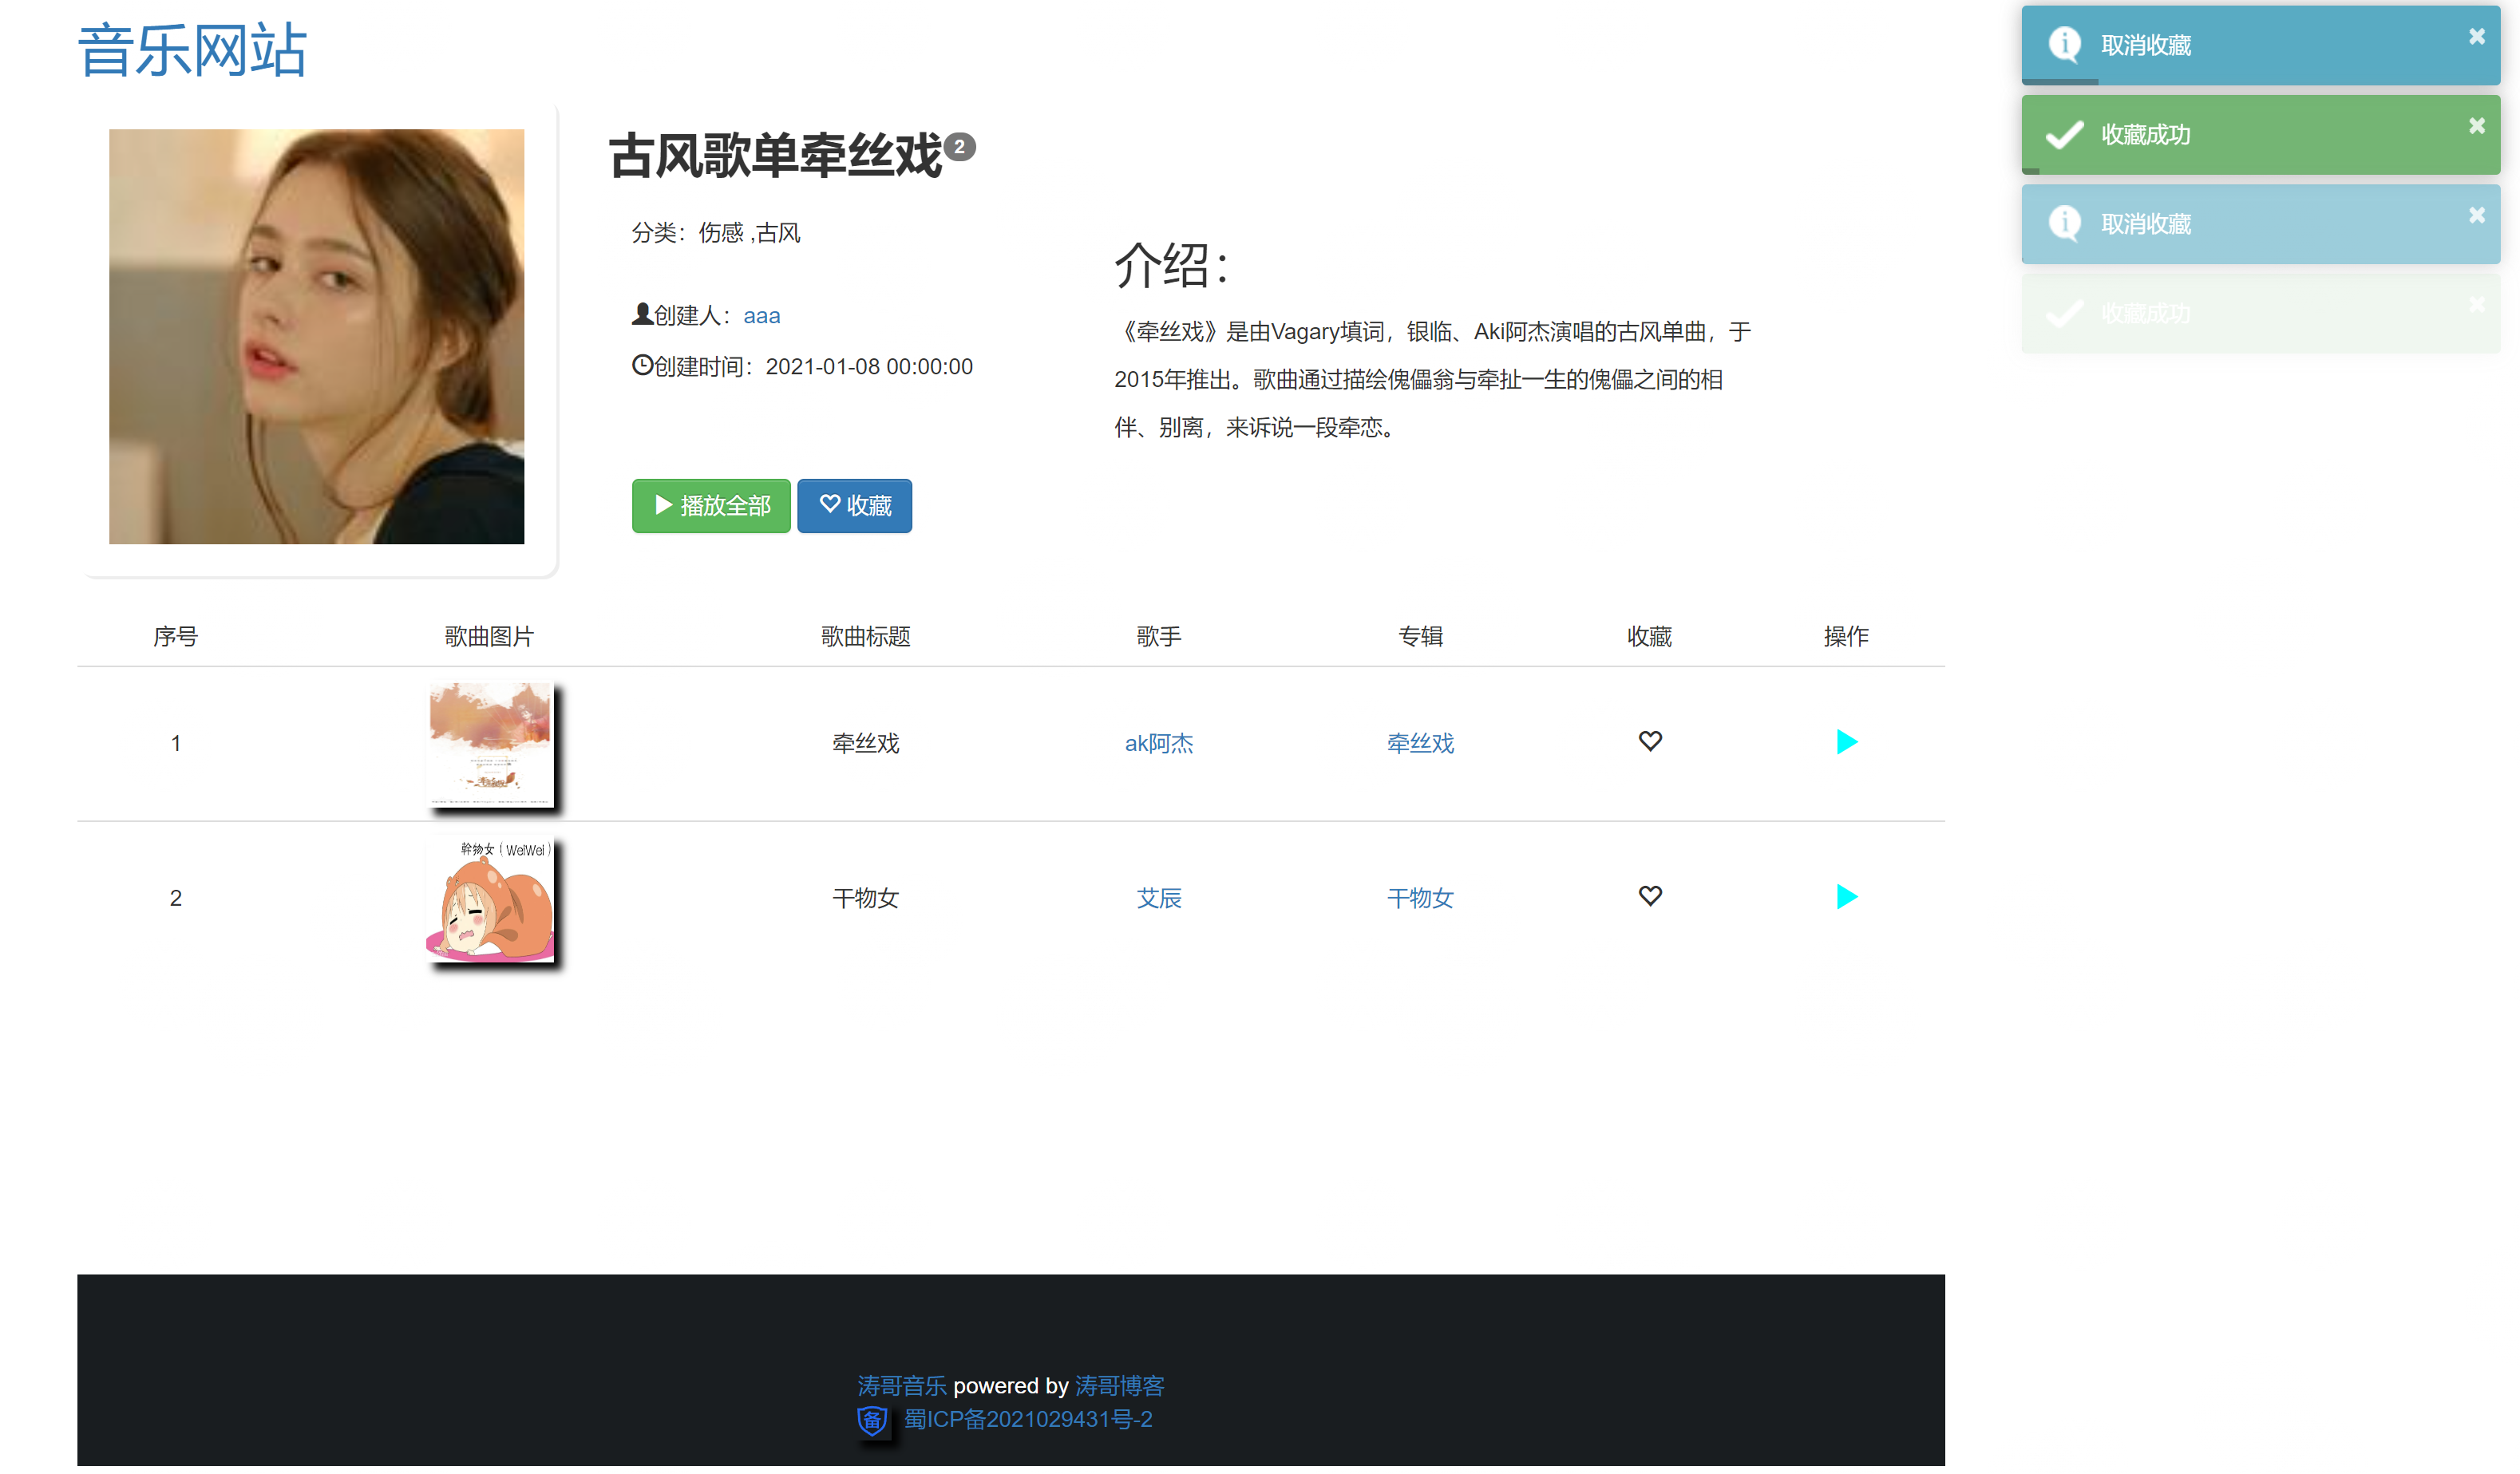 音乐网站
古风歌单牵丝戏2
分类：伤感 ,古风
创建人：aaa
创建时间：2021-01-08 00:00:00
播放全部
收藏
介绍：
《牵丝戏》是由Vagary填词，银临、Aki阿杰演唱的古风单曲，于
2015年推出。歌曲通过描绘傀儡翁与牵扯一生的傀儡之间的相
伴、别离，来诉说一段牵恋。
取消收藏
收藏成功
取消收藏
收藏成功
序号 歌曲图片 歌曲标题 歌手 专辑 收藏 操作
1 牵丝戏 ak阿杰 牵丝戏
幹物女（WeiWei）
2 干物女 艾辰 干物女
涛哥音乐 powered by 涛哥博客
备 蜀ICP备2021029431号-2